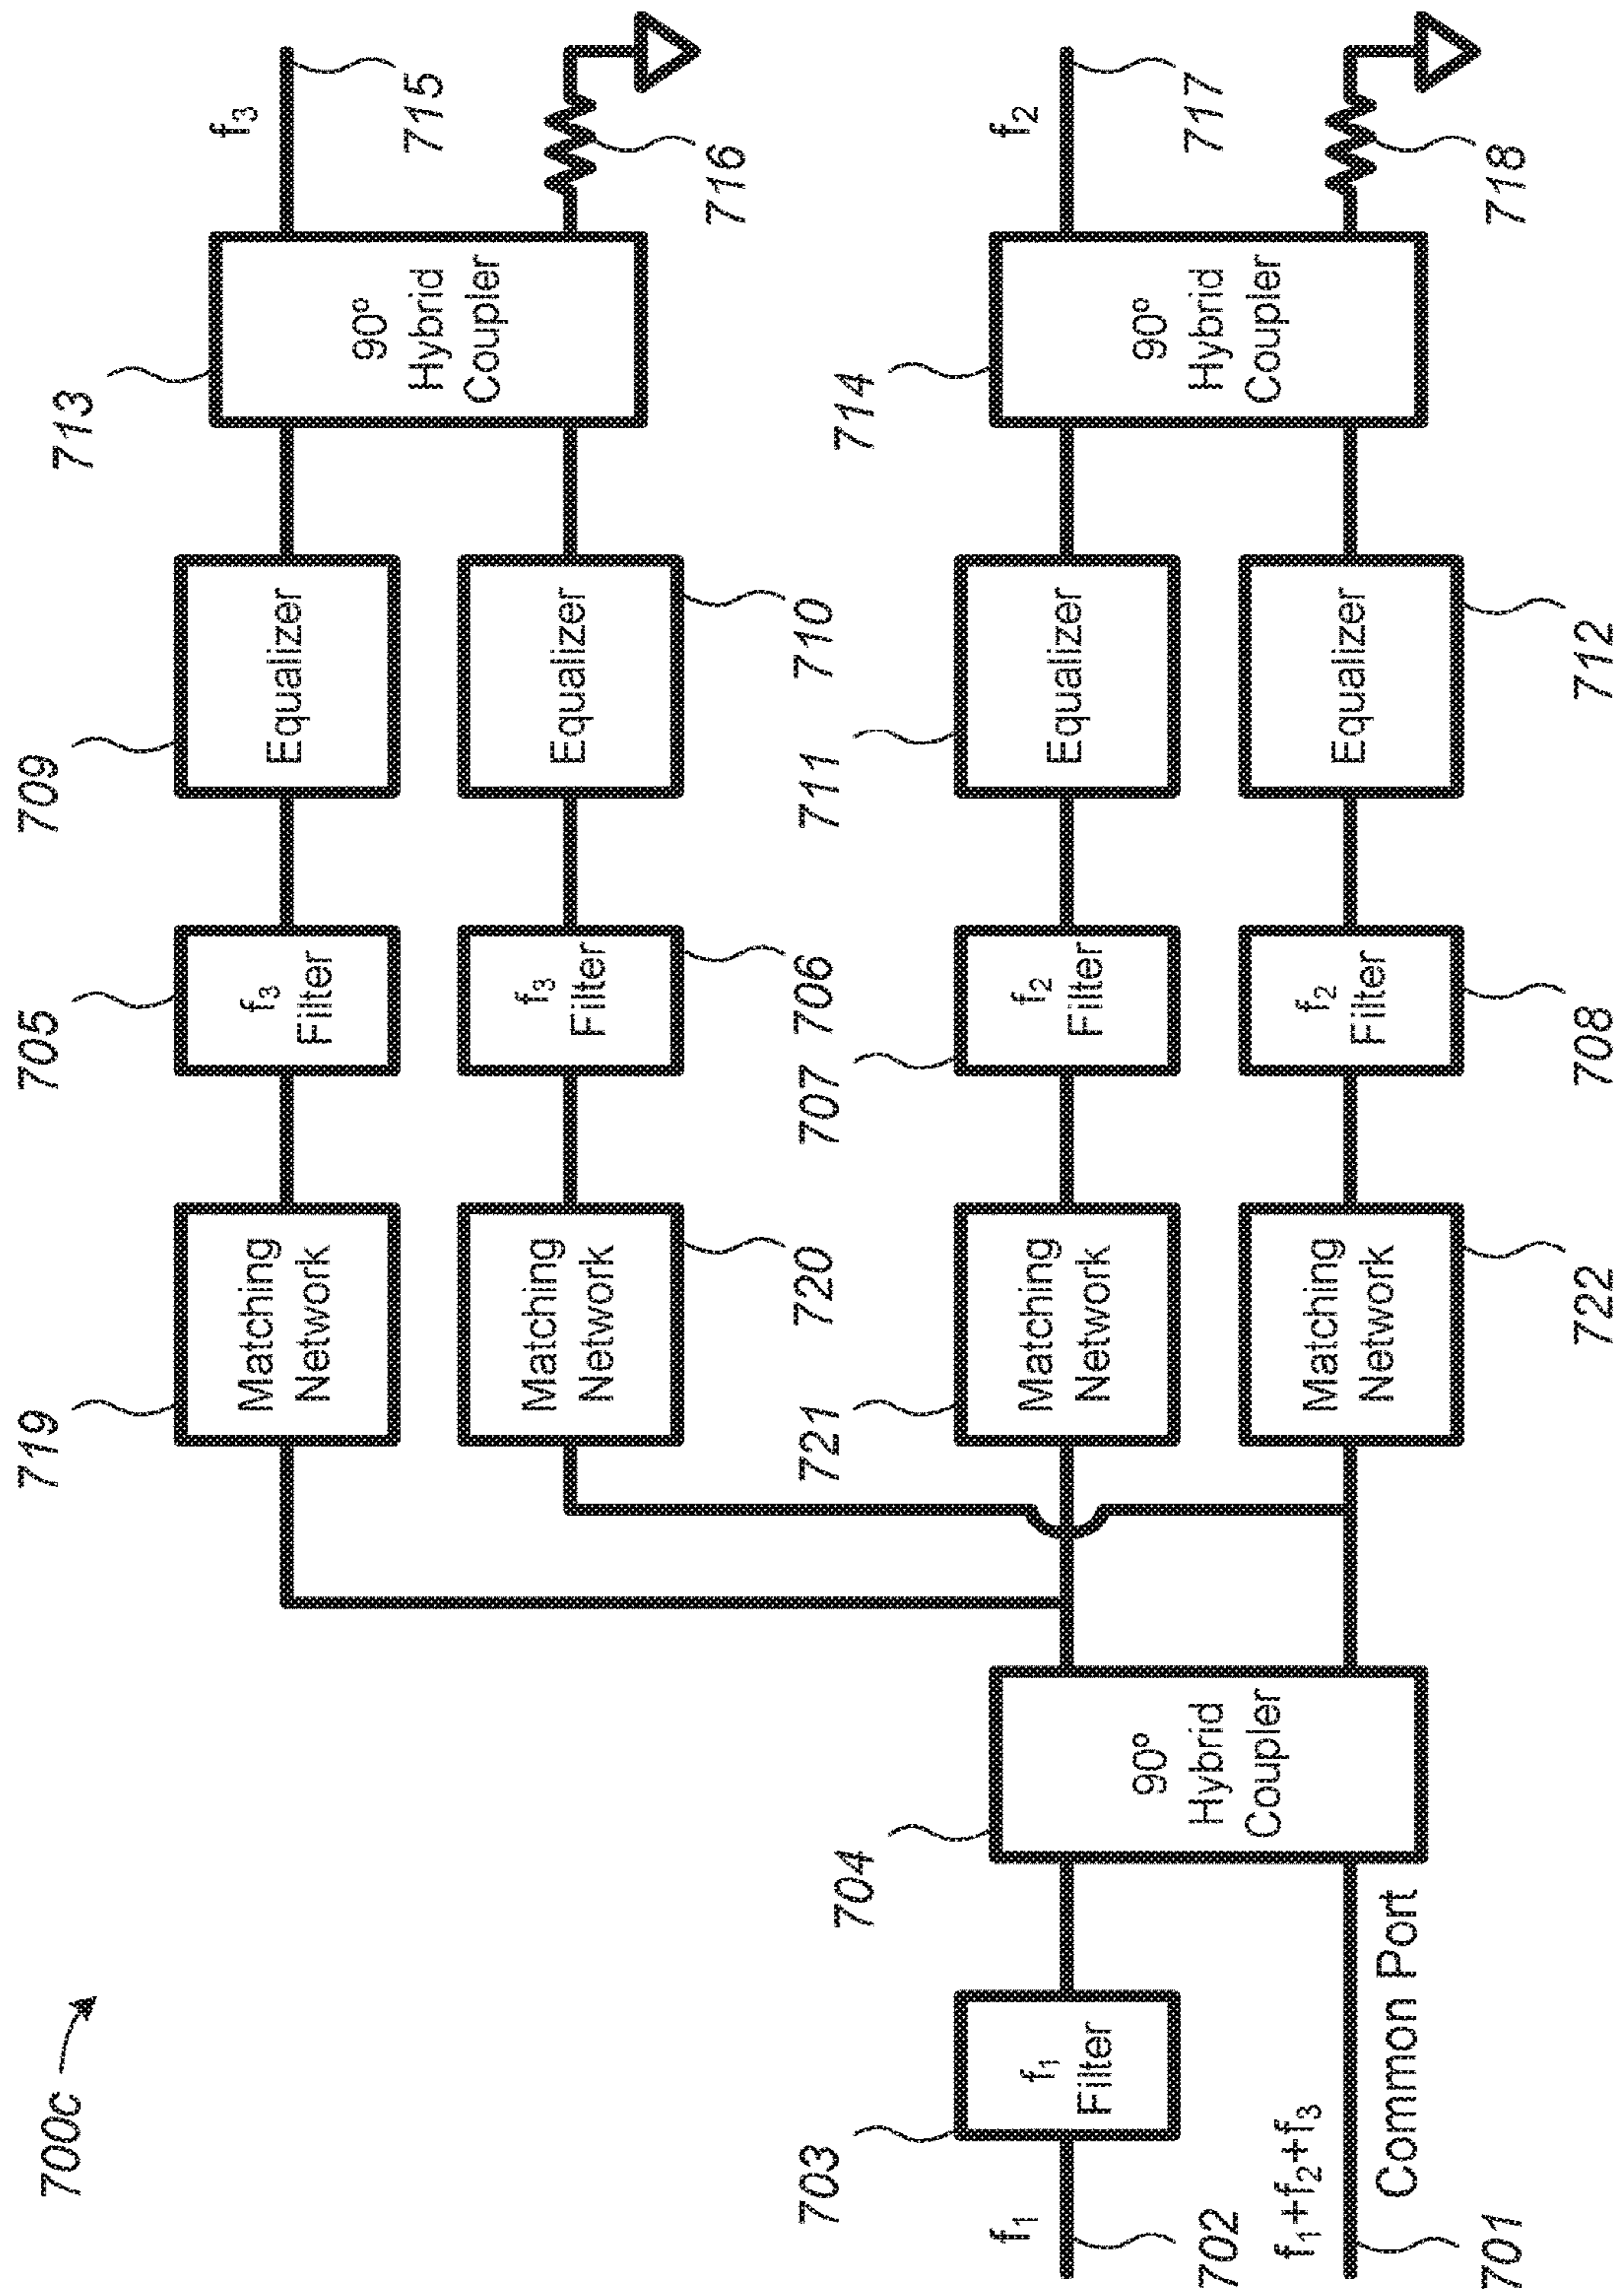 700c
f₁
702
703
f₁
Filter
f₁+f₂+f₃
Common Port
701
704
90º
Hybrid
Coupler
719
Matching
Network
705
f₃
Filter
709
Equalizer
713
90º
Hybrid
Coupler
f₃
715
716
Matching
Network
720
f₃
Filter
706
Equalizer
710
721
Matching
Network
707
f₂
Filter
711
Equalizer
714
90º
Hybrid
Coupler
f₂
717
718
Matching
Network
722
f₂
Filter
708
Equalizer
712